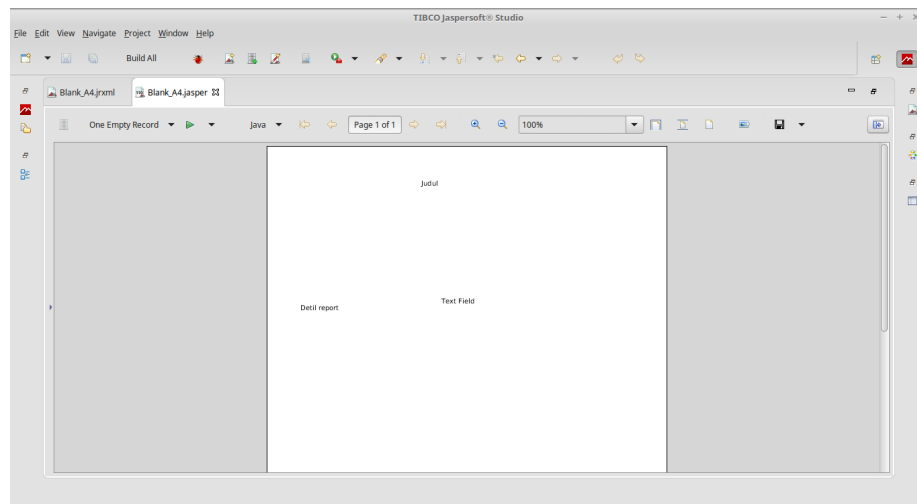 TIBCO Jaspersoft® Studio
File Edit View Navigate Project Window Help
Build All
Blank_A4.jrxml Blank_A4.jasper
One Empty Record Java Page 1 of 1 100%
Judul
Text Field
Detil report